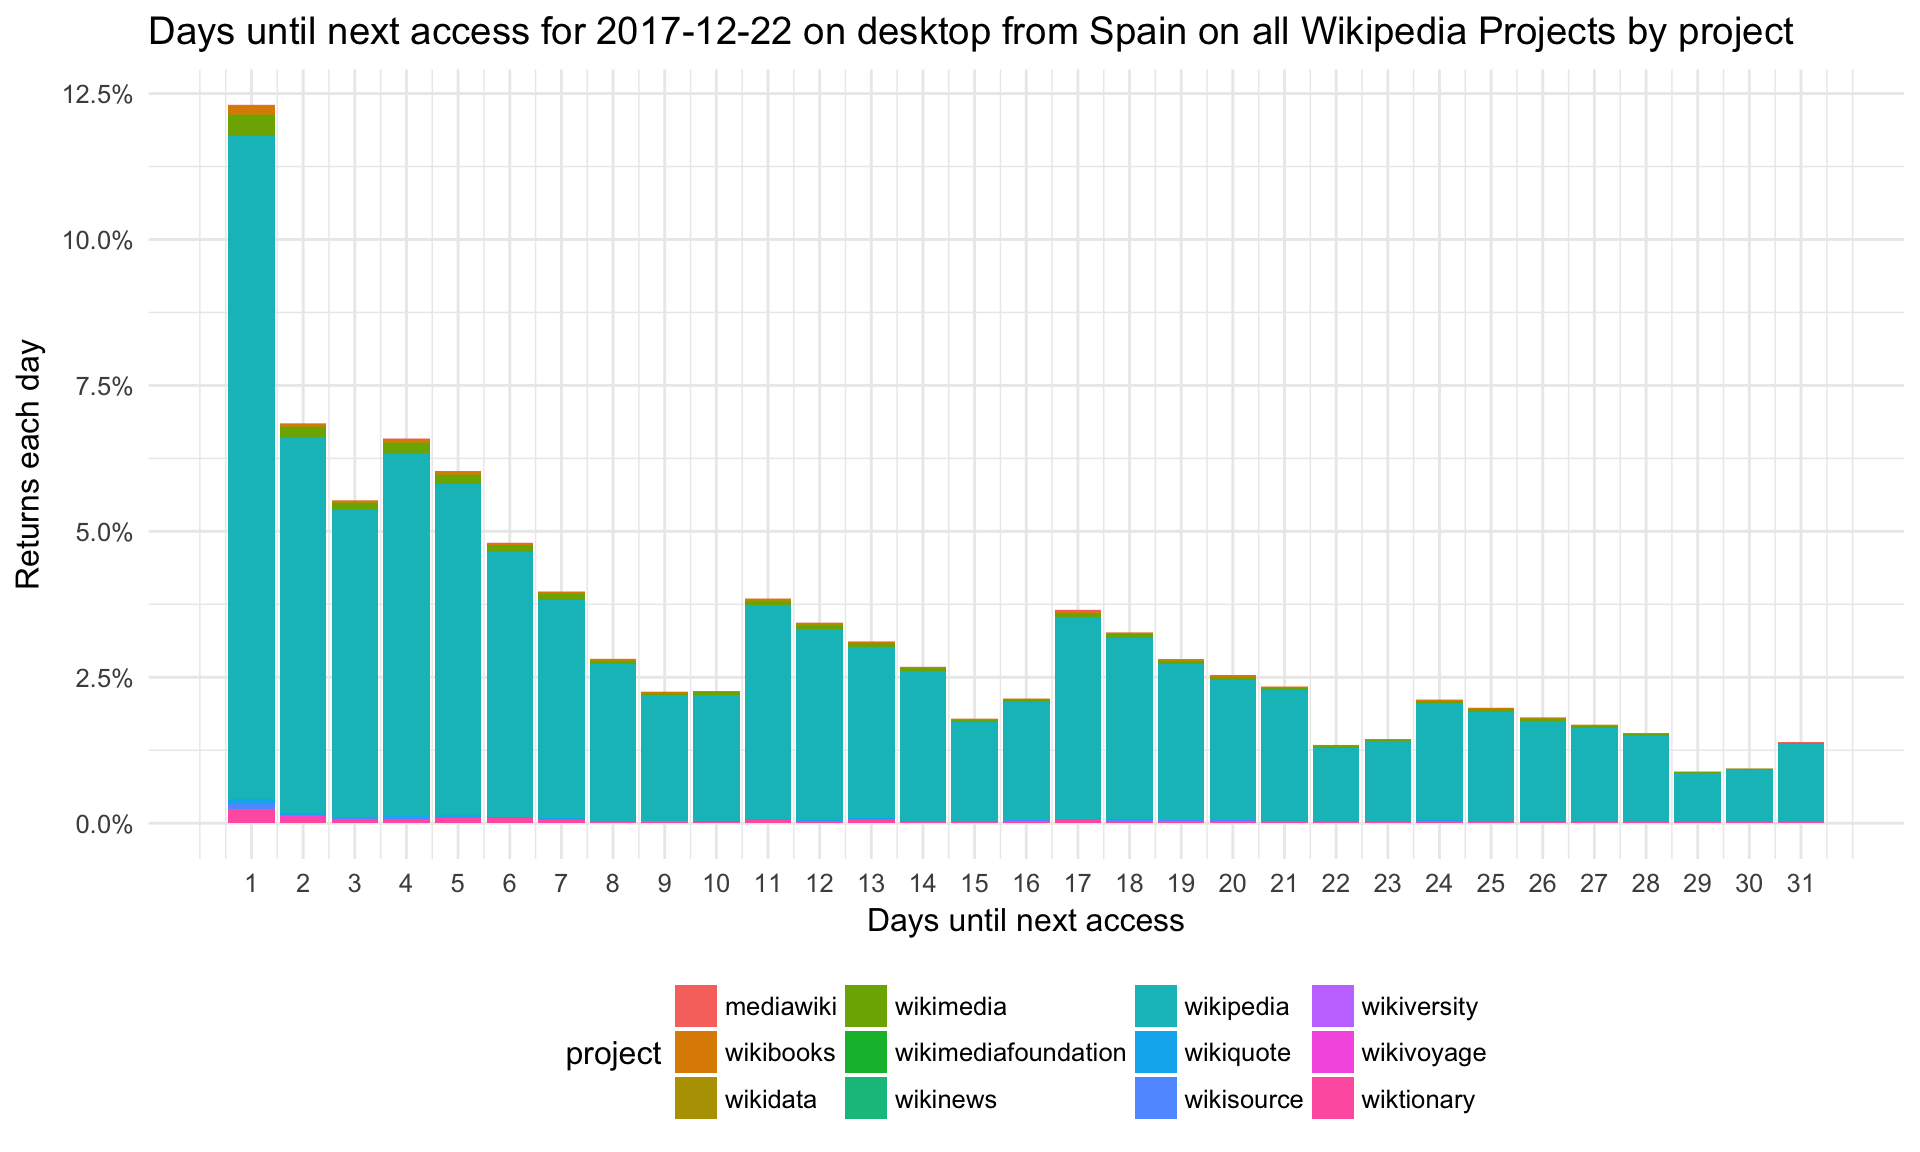 Days until next access for 2017-12-22 on desktop from Spain on all Wikipedia Projects by project
12.5%
10.0%
7.5%
5.0%
2.5%
0.0%
Returns each day
1 2 3 4 5 6 7 8 9 10 11 12 13 14 15 16 17 18 19 20 21 22 23 24 25 26 27 28 29 30 31
Days until next access
project
mediawiki wikimedia wikipedia wikiversity
wikibooks wikimediafoundation wikiquote wikivoyage
wikidata wikinews wikisource wiktionary